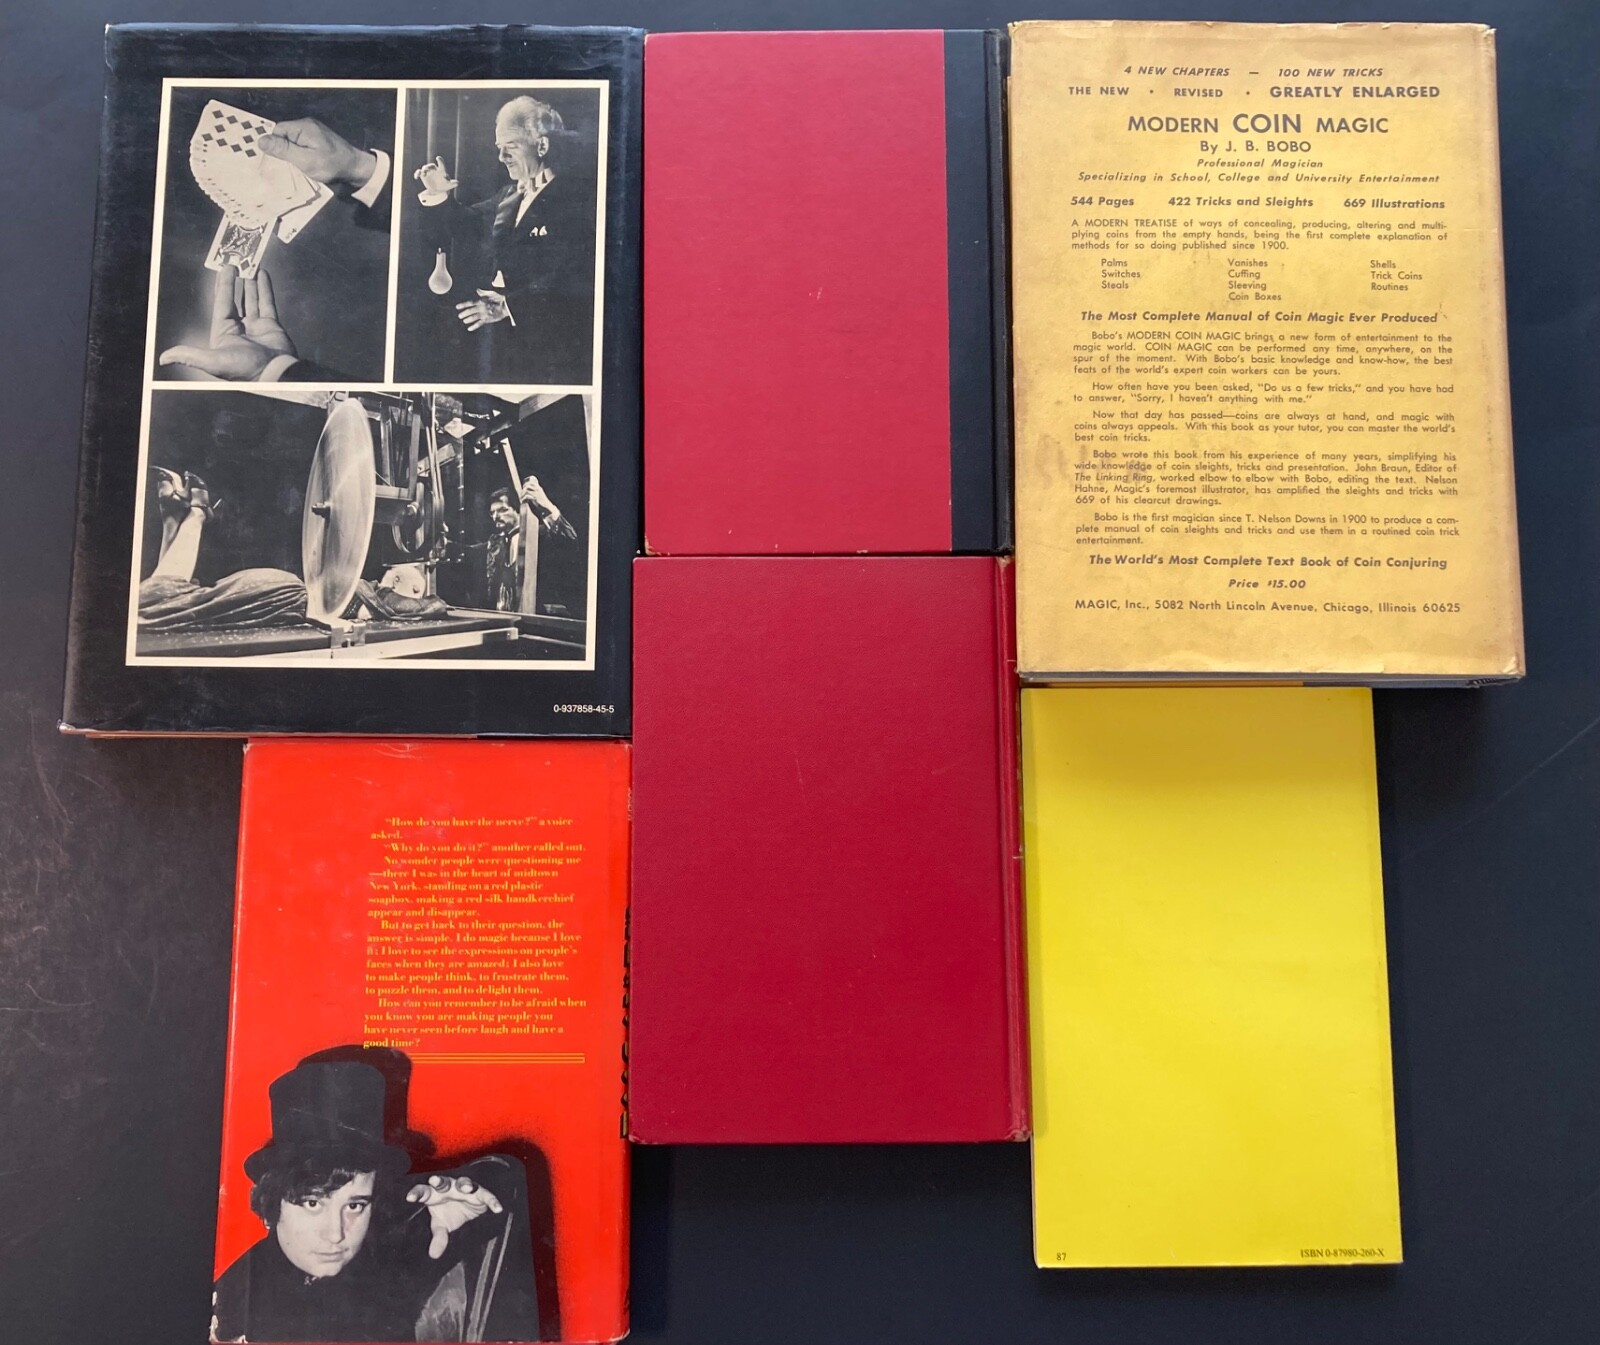 0-937858-45-5
4 NEW CHAPTERS — 100 NEW TRICKS
THE NEW • REVISED • GREATLY ENLARGED
MODERN COIN MAGIC
By J. B. BOBO
Professional Magician
Specializing in School, College and University Entertainment
544 Pages 422 Tricks and Sleights 669 Illustrations
A MODERN TREATISE of ways of concealing, producing, altering and multi-
plying coins from the empty hands, being the first complete explanation of
methods for so doing published since 1900.
Palms Vanishes Shells
Switches Cuffing Trick Coins
Steals Sleeving Routines
Coin Boxes
The Most Complete Manual of Coin Magic Ever Produced
Bobo's MODERN COIN MAGIC brings a new form of entertainment to the
magic world. COIN MAGIC can be performed any time, anywhere, on the
spur of the moment. With Bobo's basic knowledge and know-how, the best
feats of the world's expert coin workers can be yours.
How often have you been asked, "Do us a few tricks," and you have had
to answer, "Sorry, I haven't anything with me."
Now that day has passed—coins are always at hand, and magic with
coins always appeals. With this book as your tutor, you can master the world's
best coin tricks.
Bobo wrote this book from his experience of many years, simplifying his
wide knowledge of coin sleights, tricks and presentation. John Braun, Editor of
The Linking Ring, worked elbow to elbow with Bobo, editing the text. Nelson
Hahne, Magic's foremost illustrator, has amplified the sleights and tricks with
669 of his clearcut drawings.
Bobo is the first magician since T. Nelson Downs in 1900 to produce a com-
plete manual of coin sleights and tricks and use them in a routined coin trick
entertainment.
The World's Most Complete Text Book of Coin Conjuring
Price $15.00
MAGIC, Inc., 5082 North Lincoln Avenue, Chicago, Illinois 60625
"How do you have the nerve?" a voice
asked.
"Why do you do it?" another called out.
No wonder people were questioning me
—there I was in the heart of midtown
New York, standing on a red plastic
soapbox, making a red silk handkerchief
appear and disappear.
But to get back to their question, the
answer is simple. I do magic because I love
it; I love to see the expressions on people's
faces when they are amazed; I also love
to make people think, to frustrate them,
to puzzle them, and to delight them.
How can you remember to be afraid when
you know you are making people you
have never seen before laugh and have a
good time?
87 ISBN 0-87980-260-X